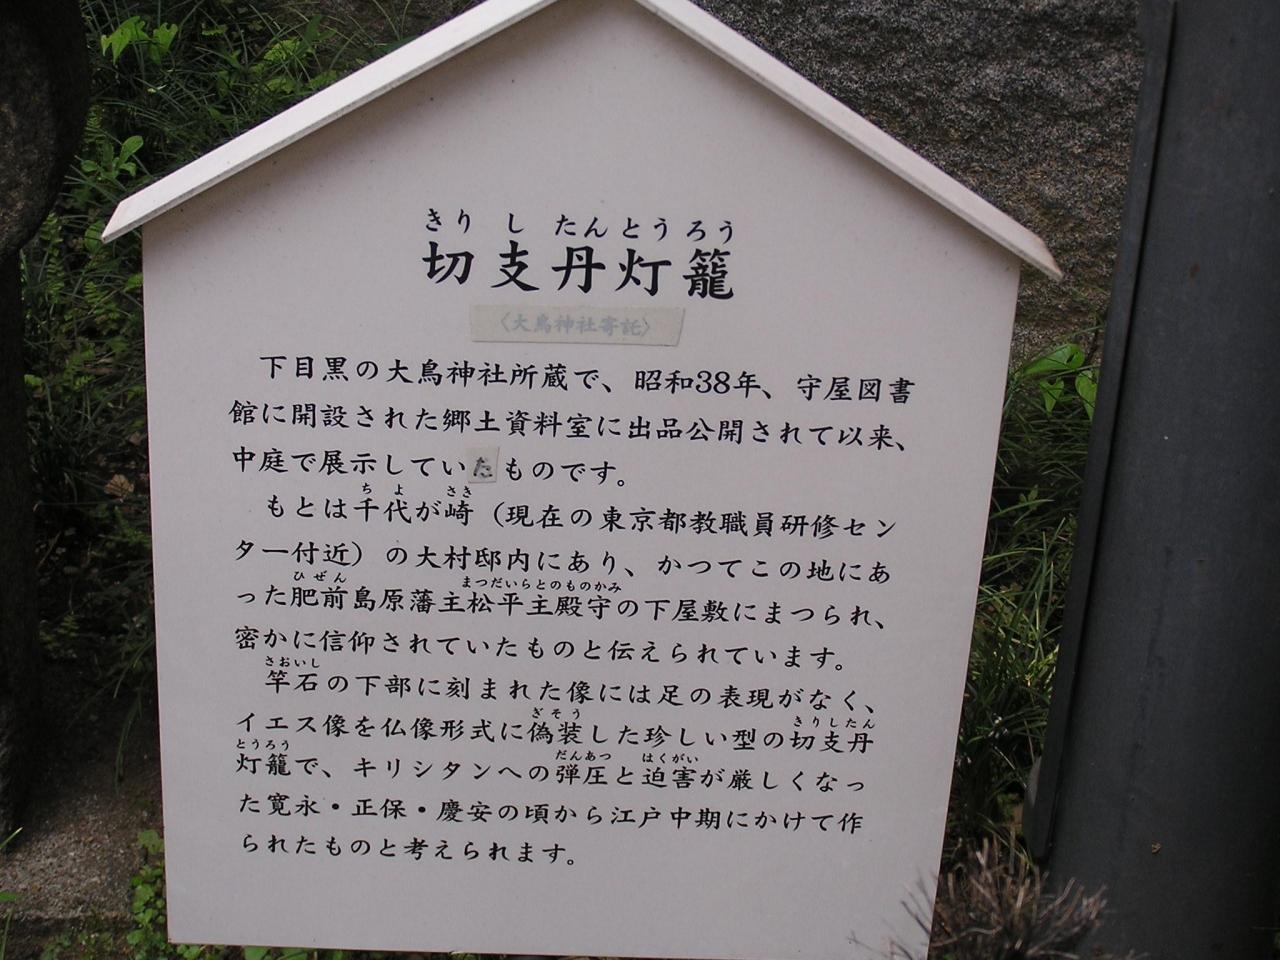 きりしたんとうろう
切支丹灯籠
〈大鳥神社寄託〉
下目黒の大鳥神社所蔵で、昭和38年、守屋図書
館に開設された郷土資料室に出品公開されて以来、
中庭で展示していたものです。
ちよ さき
もとは千代が崎（現在の東京都教職員研修セン
ター付近）の大村邸内にあり、かつてこの地にあ
ひぜん まつだいらとのものかみ
った肥前島原藩主松平主殿守の下屋敷にまつられ、
密かに信仰されていたものと伝えられています。
さおいし
竿石の下部に刻まれた像には足の表現がなく、
ぎそう きりしたん
イエス像を仏像形式に偽装した珍しい型の切支丹
とうろう だんあつ はくがい
灯籠で、キリシタンへの弾圧と迫害が厳しくなっ
た寛永・正保・慶安の頃から江戸中期にかけて作
られたものと考えられます。